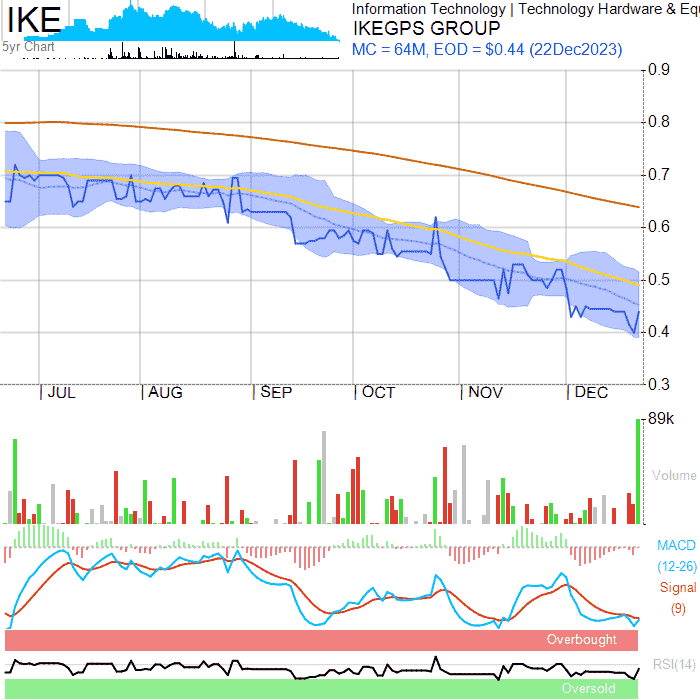 IKE
5yr Chart
Information Technology | Technology Hardware & Equ
IKEGPS GROUP
MC = 64M, EOD = $0.44 (22Dec2023)
0.9
0.8
0.7
0.6
0.5
0.4
0.3
JUL AUG SEP OCT NOV DEC
89k
Volume
MACD
(12-26)
Signal
(9)
Overbought
RSI(14)
Oversold